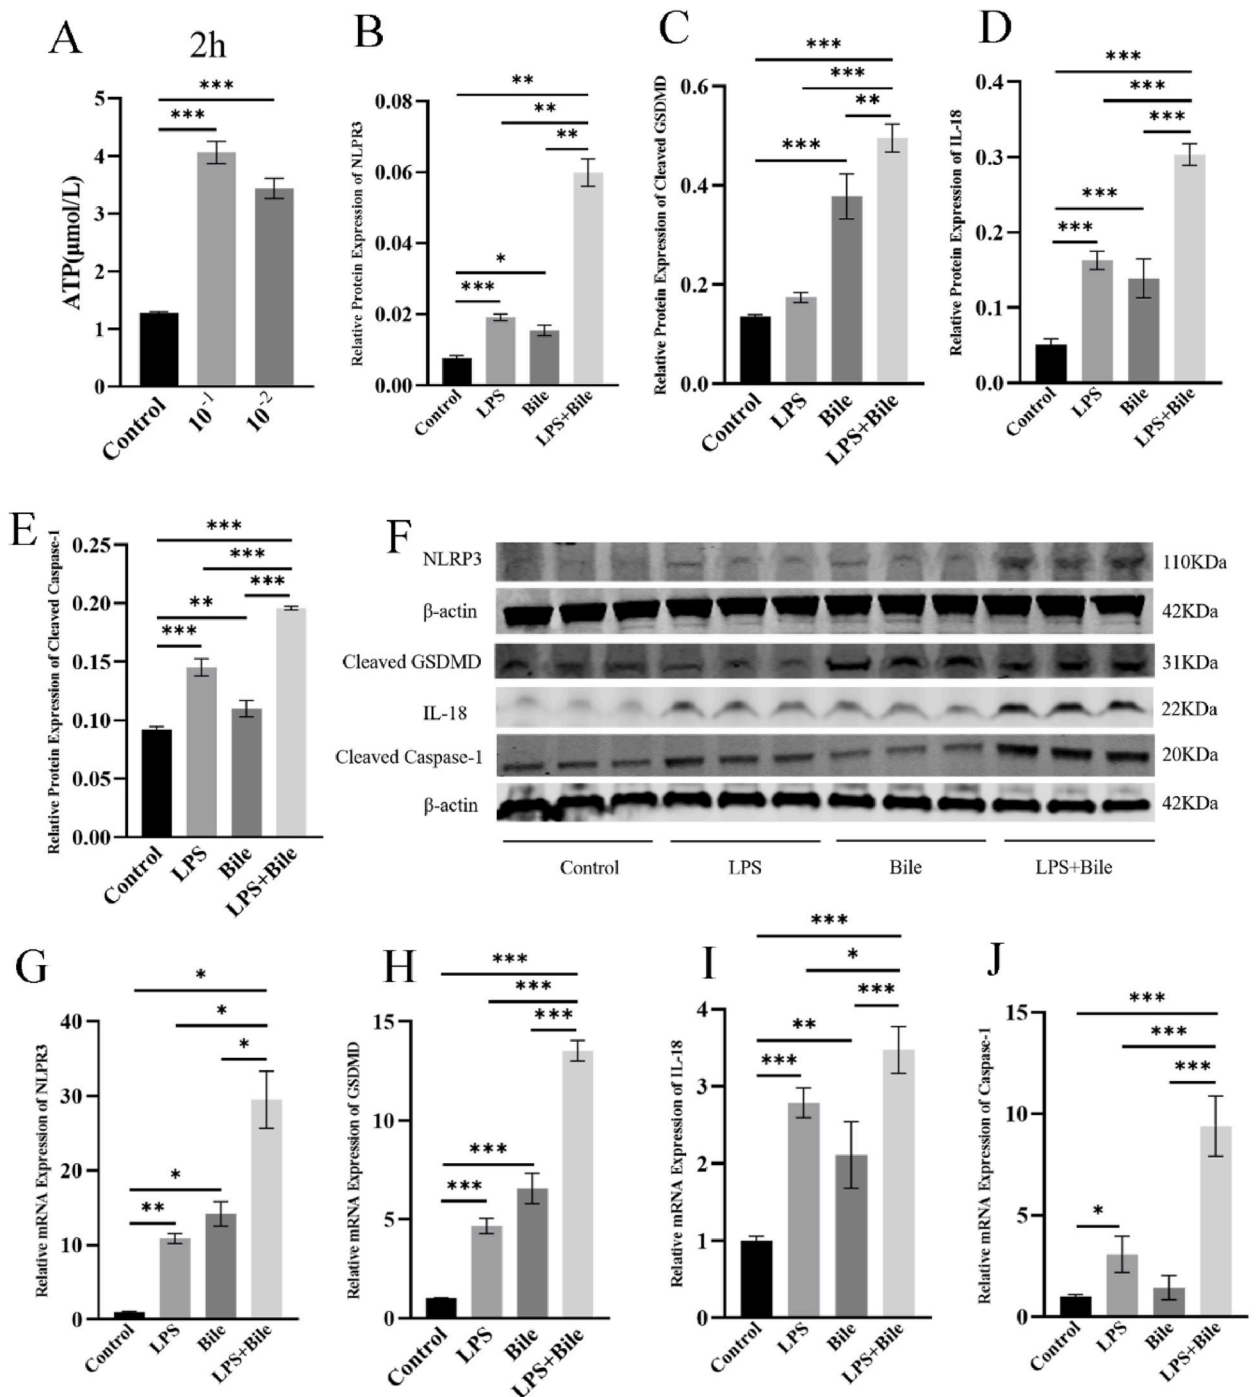 A
2h
ATP(μmol/L)
5
4
3
2
1
0
***
***
Control
10⁻¹
10⁻²
B
Relative Protein Expression of NLPR3
0.08
0.06
0.04
0.02
0.00
**
**
**
*
***
Control
LPS
Bile
LPS+Bile
C
Relative Protein Expression of Cleaved GSDMD
0.6
0.4
0.2
0.0
***
***
**
***
Control
LPS
Bile
LPS+Bile
D
Relative Protein Expression of IL-18
0.4
0.3
0.2
0.1
0.0
***
***
***
***
***
Control
LPS
Bile
LPS+Bile
E
Relative Protein Expression of Cleaved Caspase-1
0.25
0.20
0.15
0.10
0.05
0.00
***
***
***
**
***
Control
LPS
Bile
LPS+Bile
F
NLRP3 110KDa
β-actin 42KDa
Cleaved GSDMD 31KDa
IL-18 22KDa
Cleaved Caspase-1 20KDa
β-actin 42KDa
Control LPS Bile LPS+Bile
G
Relative mRNA Expression of NLPR3
40
30
20
10
0
*
*
*
*
**
Control
LPS
Bile
LPS+Bile
H
Relative mRNA Expression of GSDMD
15
10
5
0
***
***
***
***
***
Control
LPS
Bile
LPS+Bile
I
Relative mRNA Expression of IL-18
4
3
2
1
0
***
*
***
**
***
Control
LPS
Bile
LPS+Bile
J
Relative mRNA Expression of Caspase-1
15
10
5
0
***
***
***
*
Control
LPS
Bile
LPS+Bile